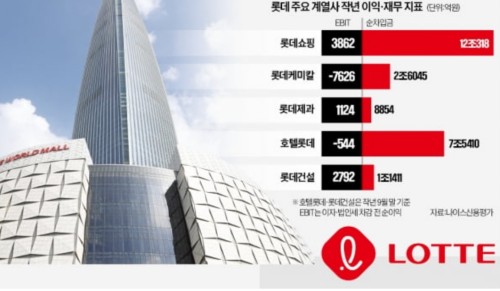 롯데 주요 계열사 작년 이익·재무 지표 (단위:억원)
EBIT 순차입금
롯데쇼핑 3862 12조318
롯데케미칼 -7626 2조6045
롯데제과 1124 8854
호텔롯데 -544 7조5410
롯데건설 2792 1조1411
※호텔롯데·롯데건설은 작년 9월 말 기준
EBIT는 이자·법인세 차감 전 순이익 자료:나이스신용평가
WORLD MALL
LOTTE